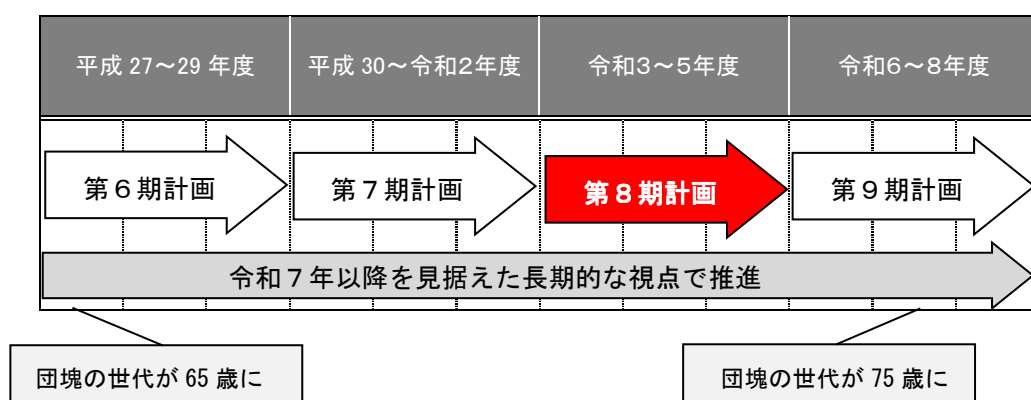 平成 27～29 年度
平成 30～令和２年度
令和３～５年度
令和６～８年度
第６期計画
第７期計画
第８期計画
第９期計画
令和７年以降を見据えた長期的な視点で推進
団塊の世代が 65 歳に
団塊の世代が 75 歳に